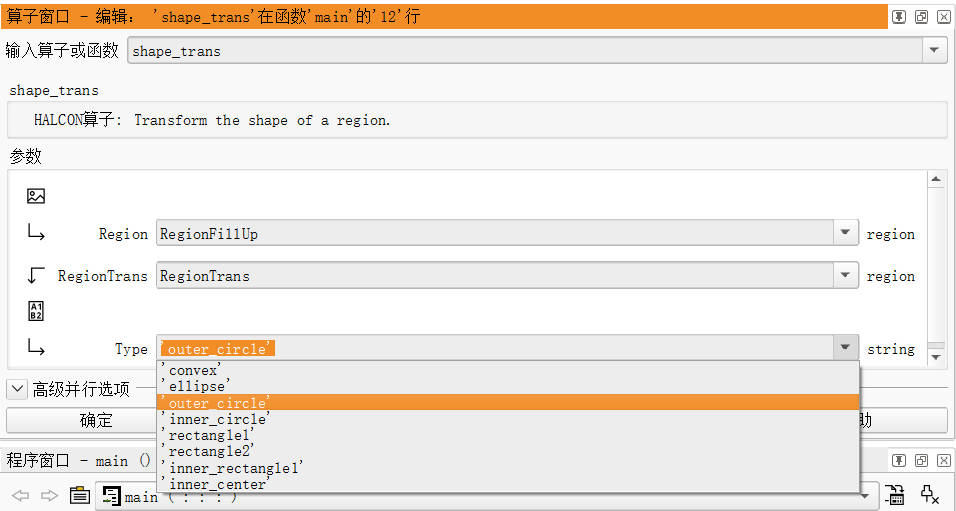 算子窗口 - 编辑: 'shape_trans'在函数'main'的'12'行
输入算子或函数 shape_trans
shape_trans
HALCON算子: Transform the shape of a region.
参数
Region RegionFillUp region
RegionTrans RegionTrans region
A1
B2
Type 'outer_circle' string
'convex'
高级并行选项 'ellipse'
'outer_circle'
确定 'inner_circle' 助
'rectangle1'
'rectangle2'
程序窗口 - main () 'inner_rectangle1'
'inner_center'
main ( : : : )